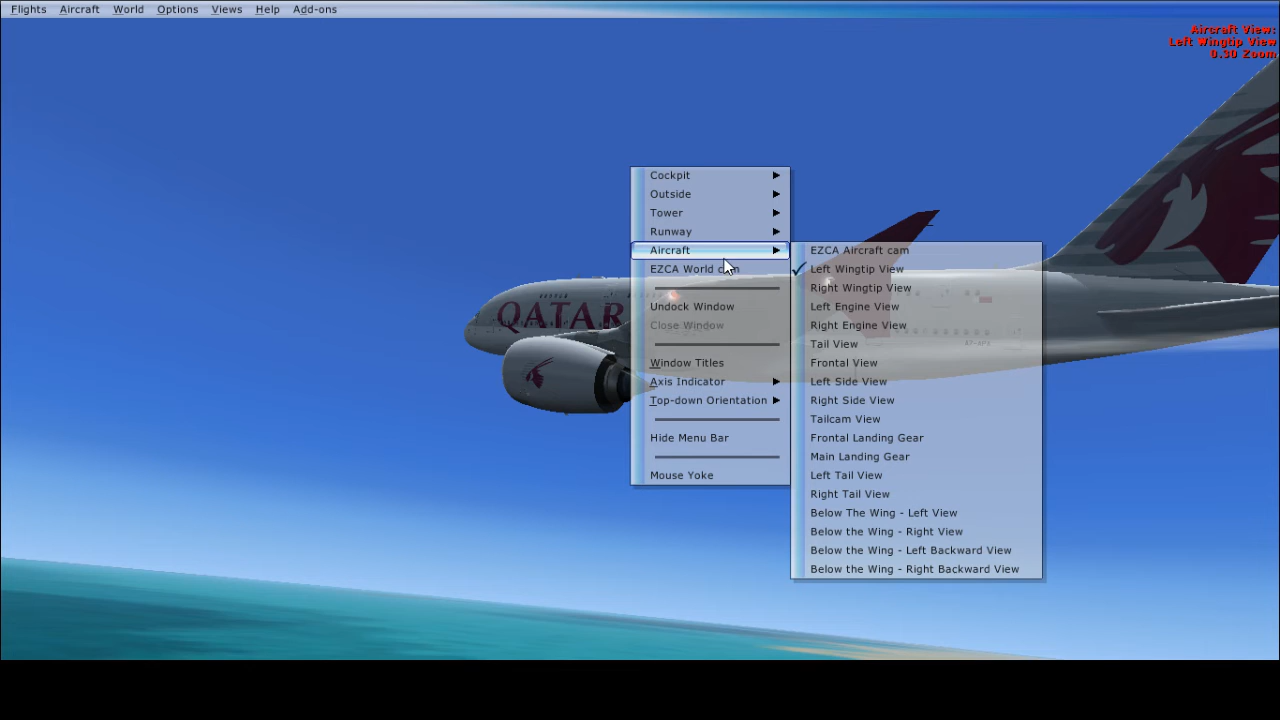 Flights Aircraft World Options Views Help Add-ons
Aircraft View:
Left Wingtip View
0.30 Zoom
Cockpit
Outside
Tower
Runway
Aircraft
EZCA World cam
Undock Window
Close Window
Window Titles
Axis Indicator
Top-down Orientation
Hide Menu Bar
Mouse Yoke
EZCA Aircraft cam
Left Wingtip View
Right Wingtip View
Left Engine View
Right Engine View
Tail View
Frontal View
Left Side View
Right Side View
Tailcam View
Frontal Landing Gear
Main Landing Gear
Left Tail View
Right Tail View
Below The Wing - Left View
Below the Wing - Right View
Below the Wing - Left Backward View
Below the Wing - Right Backward View
QATAR